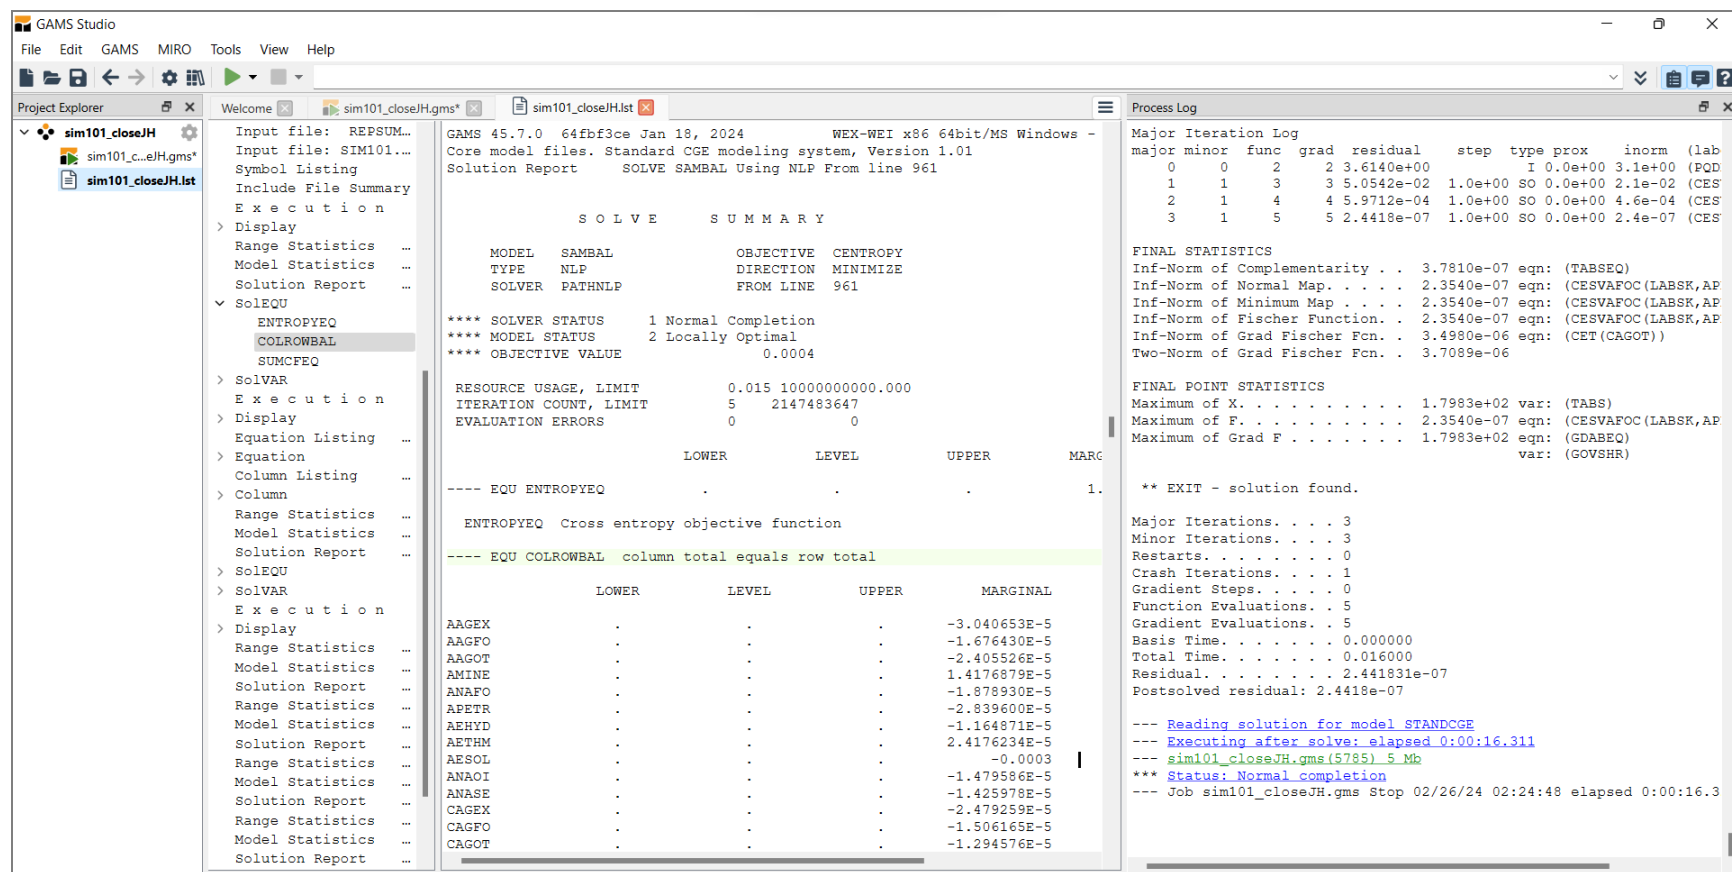 GAMS Studio
File Edit GAMS MIRO Tools View Help
Project Explorer
sim101_closeJH
sim101_c...eJH.gms*
sim101_closeJH.lst
Welcome
sim101_closeJH.gms*
sim101_closeJH.lst
Input file: REPSUM...
Input file: SIM101....
Symbol Listing
Include File Summary
E x e c u t i o n
Display
Range Statistics ...
Model Statistics ...
Solution Report ...
SolEQU
ENTROPYEQ
COLROWBAL
SUMCFEQ
SolVAR
E x e c u t i o n
Display
Equation Listing ...
Equation
Column Listing ...
Column
Range Statistics ...
Model Statistics ...
Solution Report ...
SolEQU
SolVAR
E x e c u t i o n
Display
Range Statistics ...
Model Statistics ...
Solution Report ...
Range Statistics ...
Model Statistics ...
Solution Report ...
Range Statistics ...
Model Statistics ...
Solution Report ...
Range Statistics ...
Model Statistics ...
Solution Report ...
GAMS 45.7.0 64fbf3ce Jan 18, 2024 WEX-WEI x86 64bit/MS Windows -
Core model files. Standard CGE modeling system, Version 1.01
Solution Report SOLVE SAMBAL Using NLP From line 961
S O L V E S U M M A R Y
MODEL SAMBAL OBJECTIVE CENTROPY
TYPE NLP DIRECTION MINIMIZE
SOLVER PATHNLP FROM LINE 961
**** SOLVER STATUS 1 Normal Completion
**** MODEL STATUS 2 Locally Optimal
**** OBJECTIVE VALUE 0.0004
RESOURCE USAGE, LIMIT 0.015 10000000000.000
ITERATION COUNT, LIMIT 5 2147483647
EVALUATION ERRORS 0 0
LOWER LEVEL UPPER MARG
---- EQU ENTROPYEQ . . . 1.
ENTROPYEQ Cross entropy objective function
---- EQU COLROWBAL column total equals row total
LOWER LEVEL UPPER MARGINAL
AAGEX . . . -3.040653E-5
AAGFO . . . -1.676430E-5
AAGOT . . . -2.405526E-5
AMINE . . . 1.4176879E-5
ANAFO . . . -1.878930E-5
APETR . . . -2.839600E-5
AEHYD . . . -1.164871E-5
AETHM . . . 2.4176234E-5
AESOL . . . -0.0003
ANAOI . . . -1.479586E-5
ANASE . . . -1.425978E-5
CAGEX . . . -2.479259E-5
CAGFO . . . -1.506165E-5
CAGOT . . . -1.294576E-5
Process Log
Major Iteration Log
major minor func grad residual step type prox inorm (lab
0 0 2 2 3.6140e+00 I 0.0e+00 3.1e+00 (PQD
1 1 3 3 5.0542e-02 1.0e+00 SO 0.0e+00 2.1e-02 (CES
2 1 4 4 5.9712e-04 1.0e+00 SO 0.0e+00 4.6e-04 (CES
3 1 5 5 2.4418e-07 1.0e+00 SO 0.0e+00 2.4e-07 (CES
FINAL STATISTICS
Inf-Norm of Complementarity . . 3.7810e-07 eqn: (TABSEQ)
Inf-Norm of Normal Map. . . . . 2.3540e-07 eqn: (CESVAFOC(LABSK,AP
Inf-Norm of Minimum Map . . . . 2.3540e-07 eqn: (CESVAFOC(LABSK,AP
Inf-Norm of Fischer Function. . 2.3540e-07 eqn: (CESVAFOC(LABSK,AP
Inf-Norm of Grad Fischer Fcn. . 3.4980e-06 eqn: (CET(CAGOT))
Two-Norm of Grad Fischer Fcn. . 3.7089e-06
FINAL POINT STATISTICS
Maximum of X. . . . . . . . . . 1.7983e+02 var: (TABS)
Maximum of F. . . . . . . . . . 2.3540e-07 eqn: (CESVAFOC(LABSK,AP
Maximum of Grad F . . . . . . . 1.7983e+02 eqn: (GDABEQ)
var: (GOVSHR)
** EXIT - solution found.
Major Iterations. . . . 3
Minor Iterations. . . . 3
Restarts. . . . . . . . 0
Crash Iterations. . . . 1
Gradient Steps. . . . . 0
Function Evaluations. . 5
Gradient Evaluations. . 5
Basis Time. . . . . . . 0.000000
Total Time. . . . . . . 0.016000
Residual. . . . . . . . 2.441831e-07
Postsolved residual: 2.4418e-07
--- Reading solution for model STANDCGE
--- Executing after solve: elapsed 0:00:16.311
--- sim101_closeJH.gms(5785) 5 Mb
*** Status: Normal completion
--- Job sim101_closeJH.gms Stop 02/26/24 02:24:48 elapsed 0:00:16.3